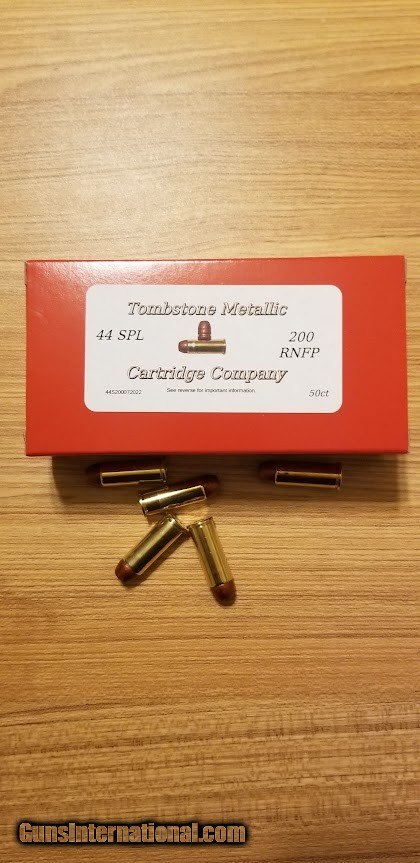 Tombstone Metallic
44 SPL
200
RNFP
Cartridge Company
44S200072022
See reverse for important information.
50ct
GunsInternational.com